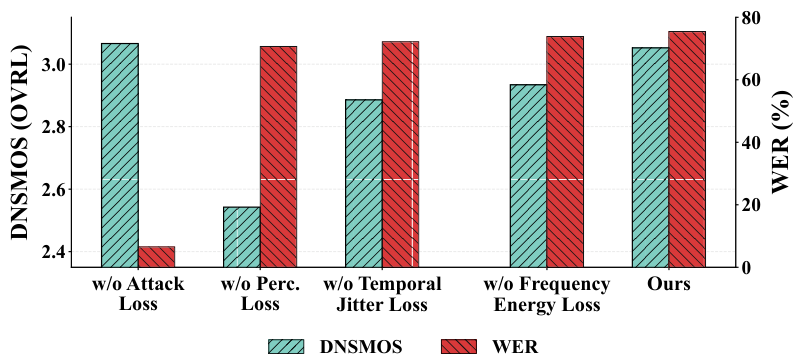 DNSMOS (OVRL)
3.0
2.8
2.6
2.4
80
60
40
20
0
WER (%)
w/o Attack
Loss
w/o Perc.
Loss
w/o Temporal
Jitter Loss
w/o Frequency
Energy Loss
Ours
DNSMOS
WER